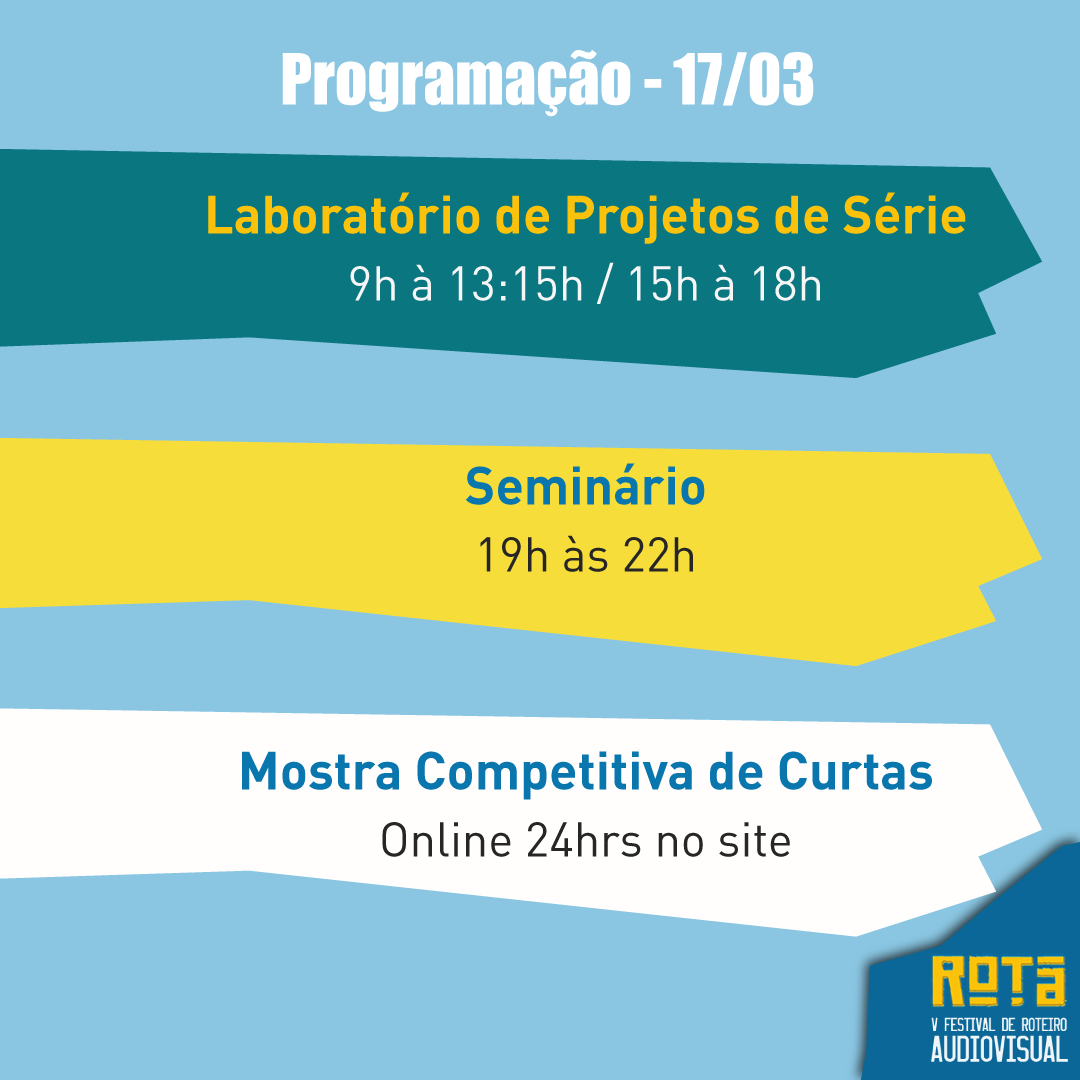 Programação - 17/03
Laboratório de Projetos de Série
9h à 13:15h / 15h à 18h
Seminário
19h às 22h
Mostra Competitiva de Curtas
Online 24hrs no site
ROTA
V FESTIVAL DE ROTEIRO
AUDIOVISUAL